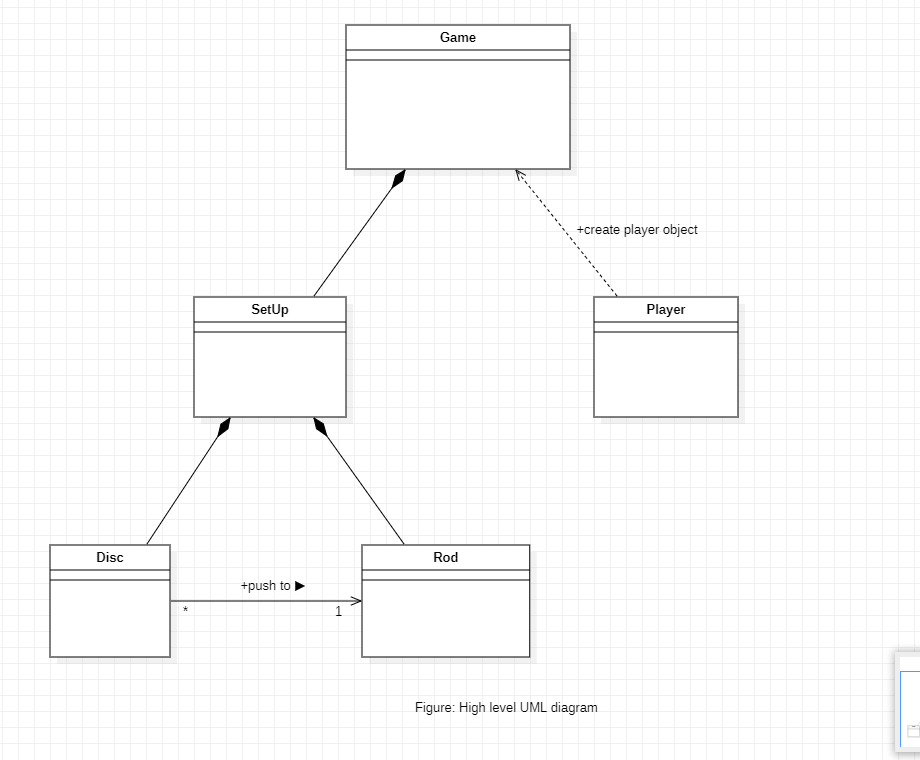 Game
+create player object
SetUp
Player
Disc
Rod
+push to ▶
*
1
Figure: High level UML diagram